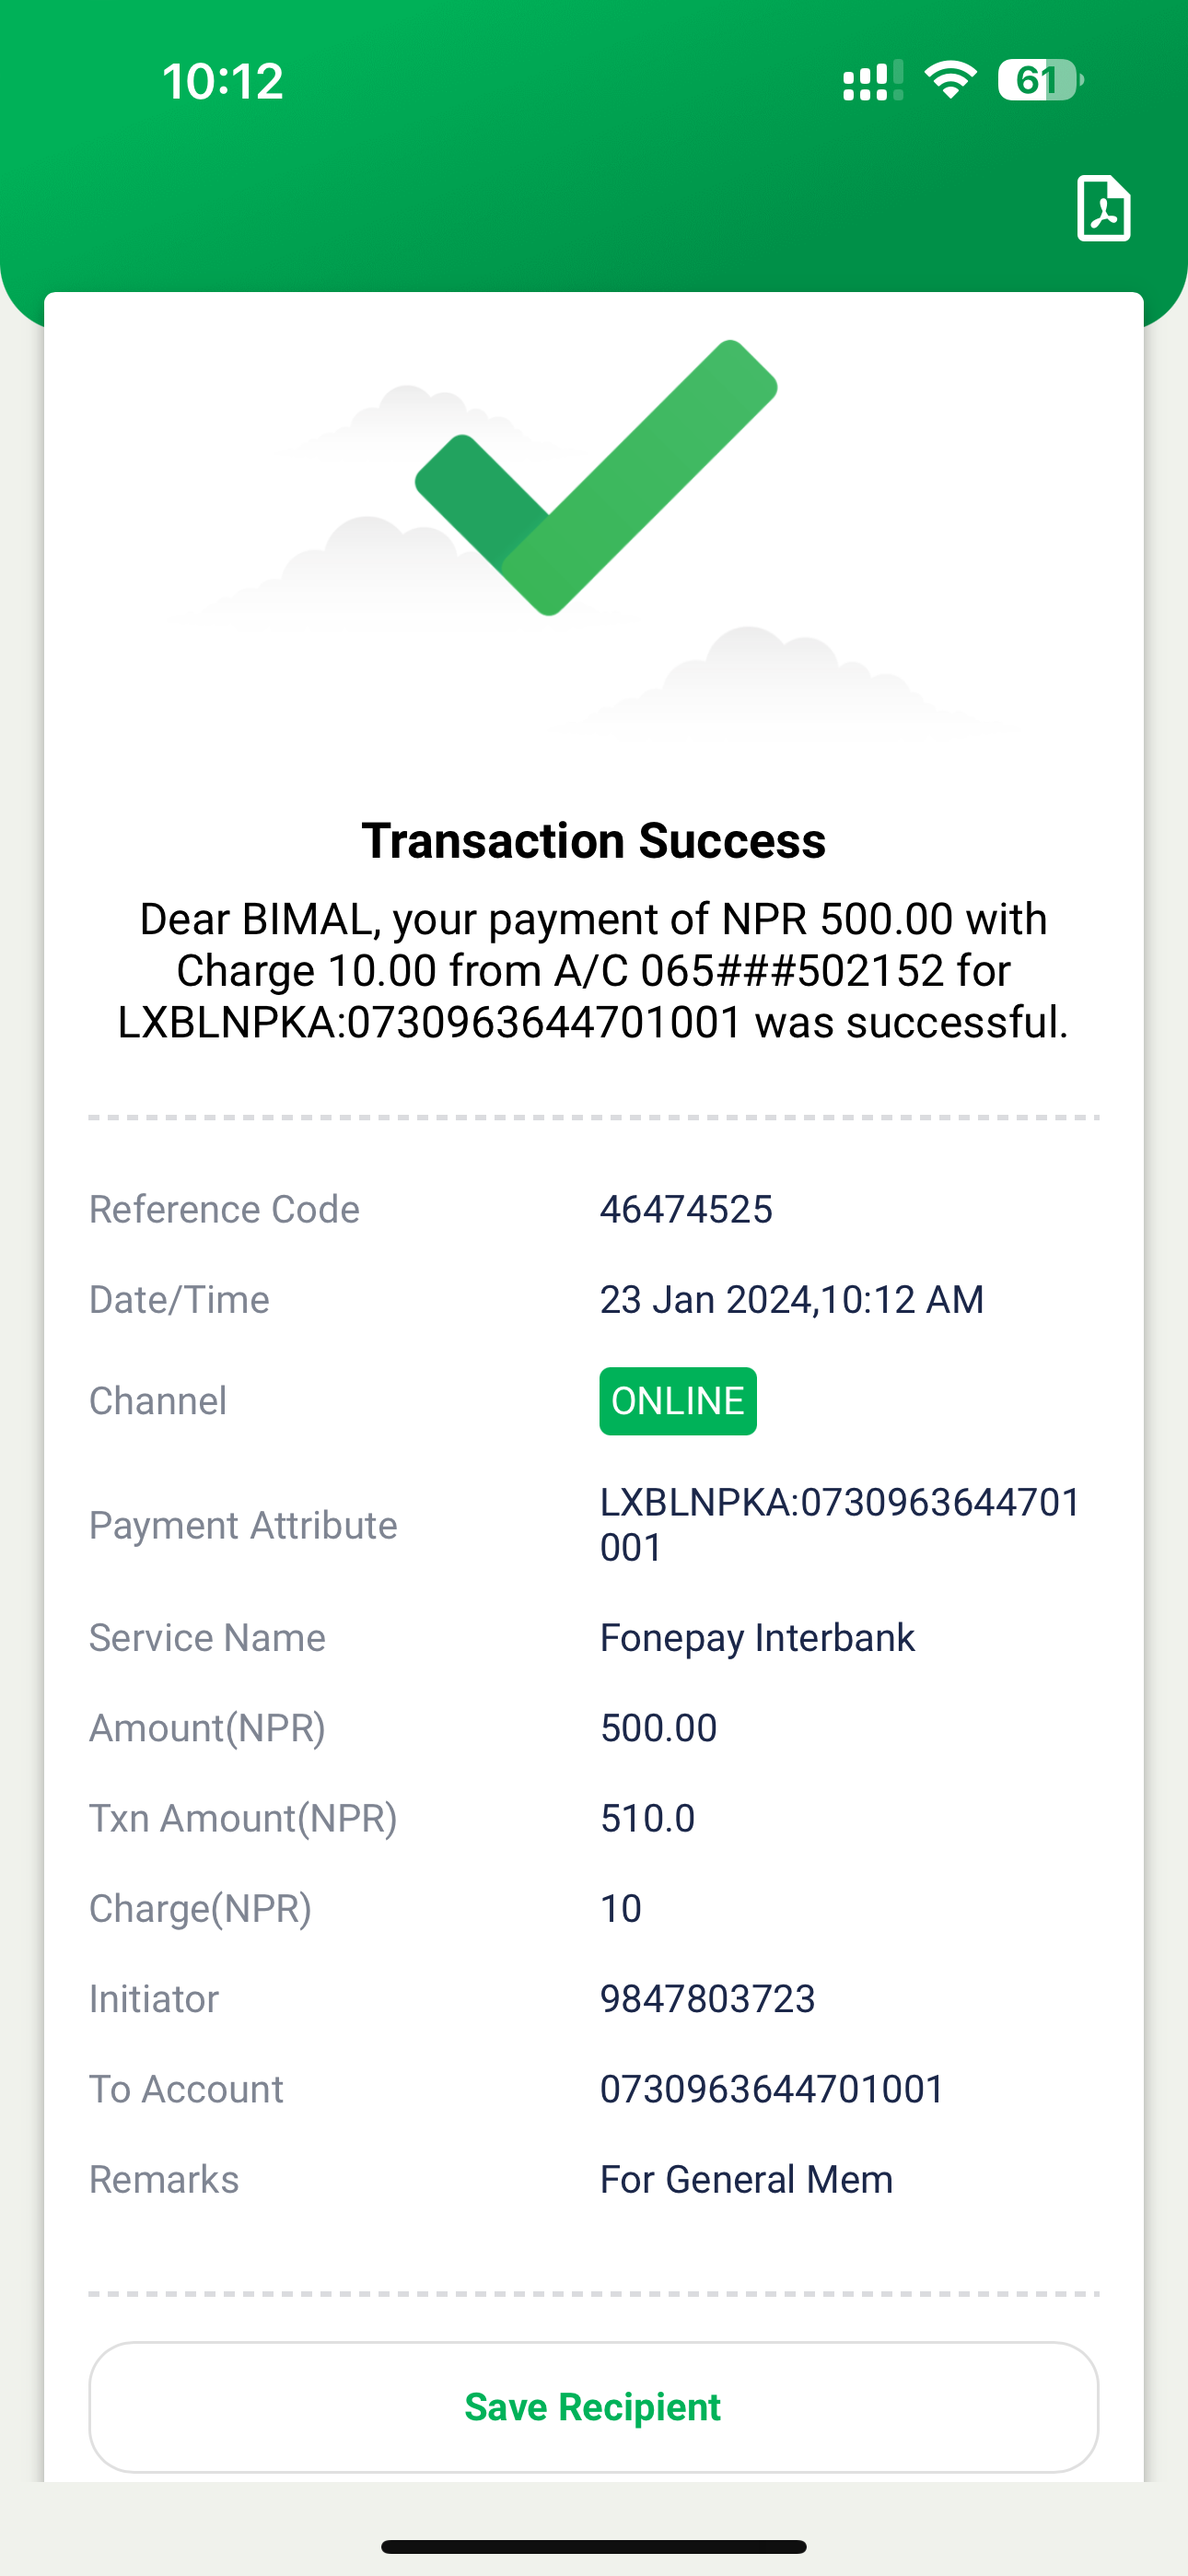 10:12
61
Transaction Success
Dear BIMAL, your payment of NPR 500.00 with
Charge 10.00 from A/C 065###502152 for
LXBLNPKA:0730963644701001 was successful.
Reference Code 46474525
Date/Time 23 Jan 2024,10:12 AM
Channel ONLINE
Payment Attribute LXBLNPKA:0730963644701
001
Service Name Fonepay Interbank
Amount(NPR) 500.00
Txn Amount(NPR) 510.0
Charge(NPR) 10
Initiator 9847803723
To Account 0730963644701001
Remarks For General Mem
Save Recipient